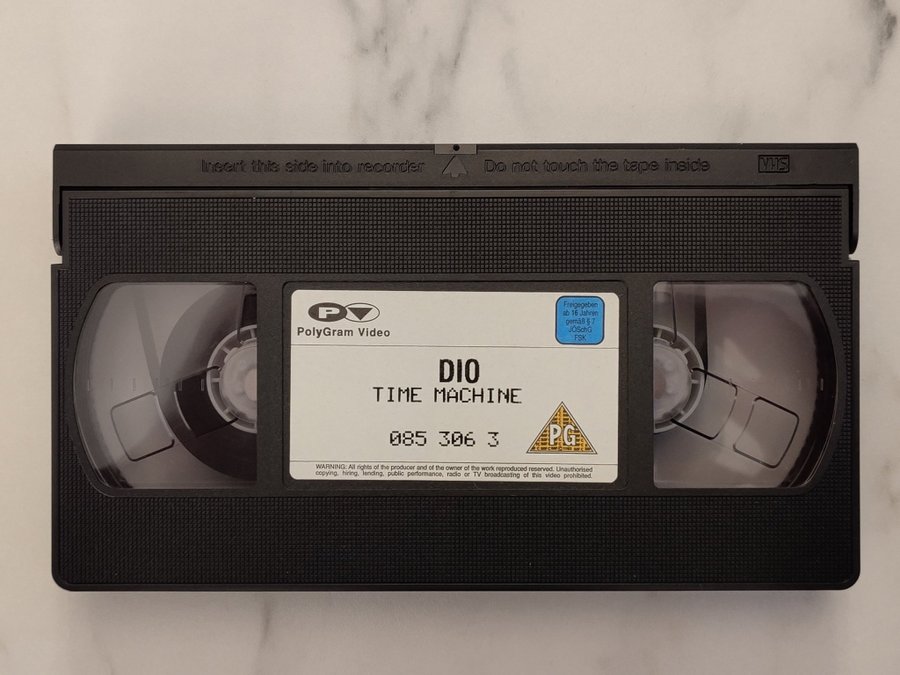 Insert this side into recorder
Do not touch the tape inside
VHS
PV
PolyGram Video
Freigegeben
ab 16 Jahren
gemäß § 7
JÖSchG
FSK
DIO
TIME MACHINE
085 306 3
PG
WARNING: All rights of the producer and of the owner of the work reproduced reserved. Unauthorised
copying, hiring, lending, public performance, radio or TV broadcasting of this video prohibited.